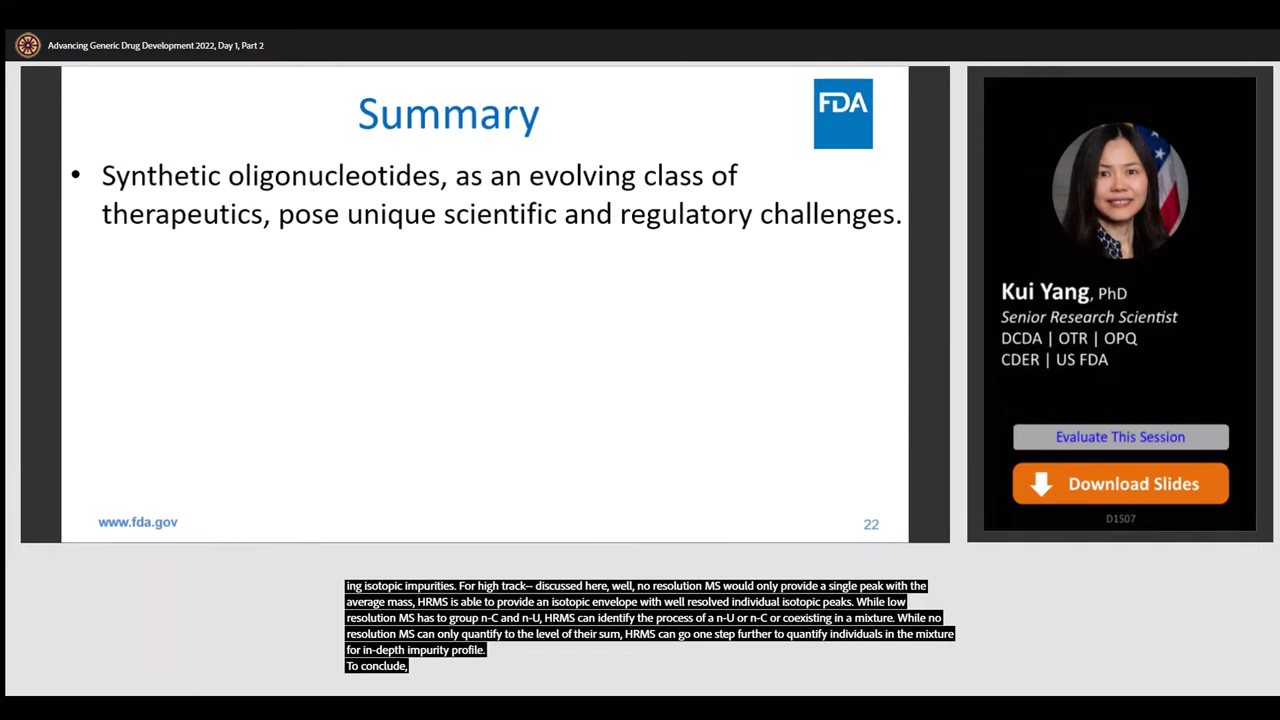 Advancing Generic Drug Development 2022, Day 1, Part 2
Summary
FDA
• Synthetic oligonucleotides, as an evolving class of
therapeutics, pose unique scientific and regulatory challenges.
www.fda.gov
22
Kui Yang, PhD
Senior Research Scientist
DCDA | OTR | OPQ
CDER | US FDA
Evaluate This Session
Download Slides
D1S07
ing isotopic impurities. For high track-- discussed here, well, no resolution MS would only provide a single peak with the
average mass, HRMS is able to provide an isotopic envelope with well resolved individual isotopic peaks. While low
resolution MS has to group n-C and n-U, HRMS can identify the process of a n-U or n-C or coexisting in a mixture. While no
resolution MS can only quantify to the level of their sum, HRMS can go one step further to quantify individuals in the mixture
for in-depth impurity profile.
To conclude,